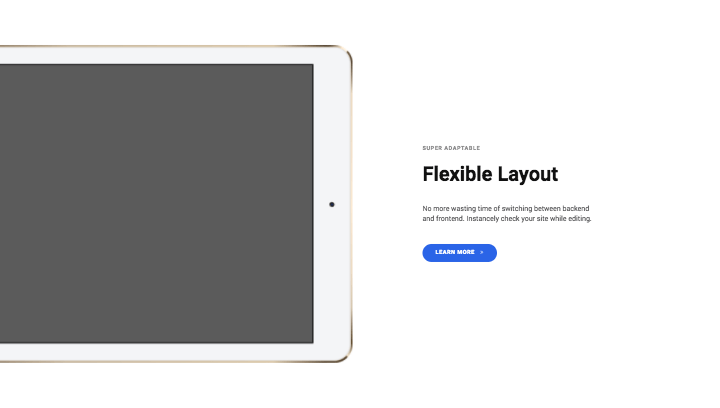 SUPER ADAPTABLE
Flexible Layout
No more wasting time of switching between backend
and frontend. Instancely check your site while editing.
LEARN MORE »